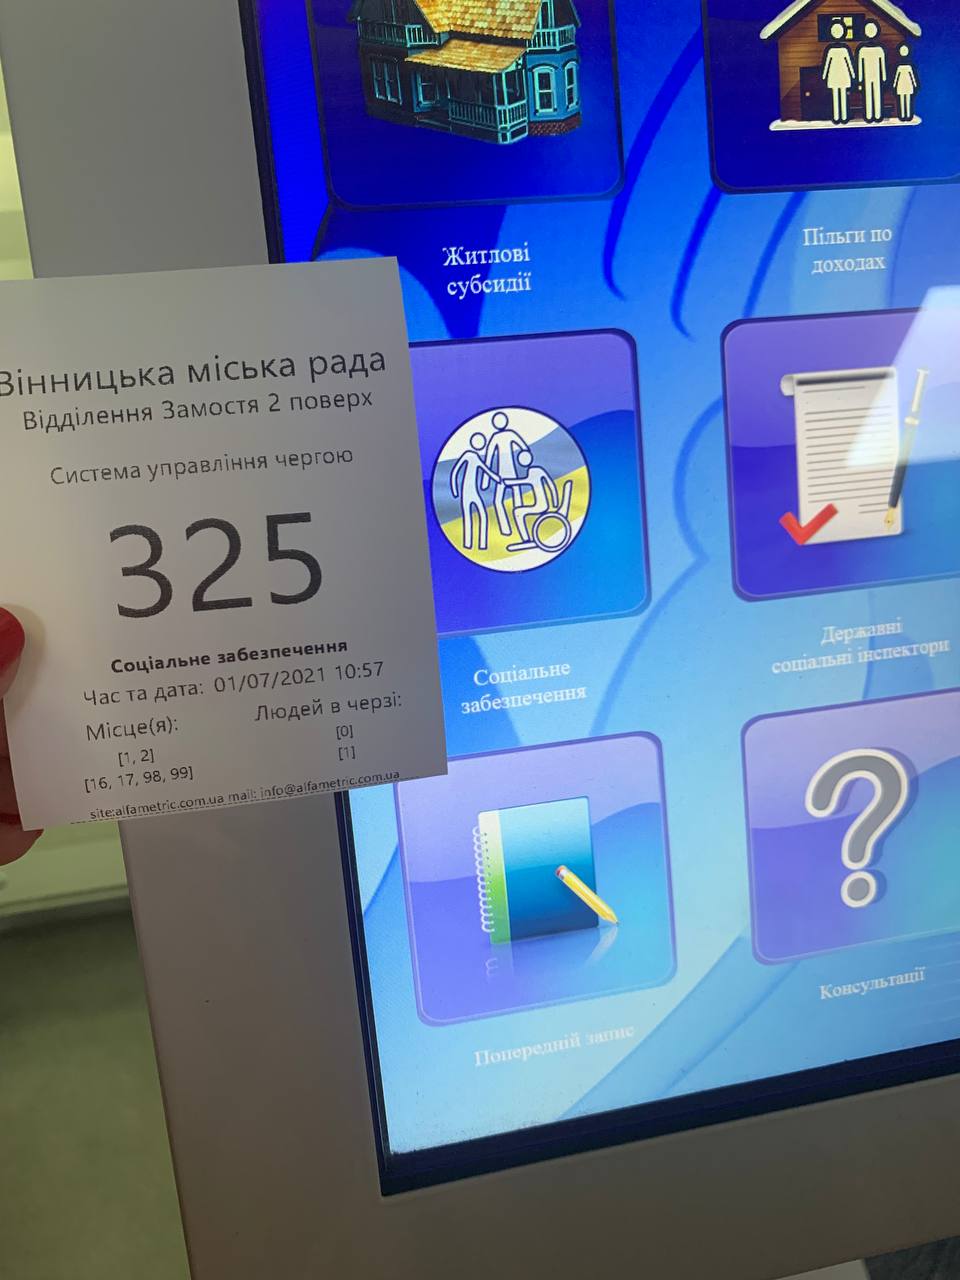 Вінницька міська рада
Відділення Замостя 2 поверх
Система управління чергою
325
Соціальне забезпечення
Час та дата: 01/07/2021 10:57
Місце(я): Людей в черзі:
[1, 2] [0]
[16, 17, 98, 99] [1]
site:alfametric.com.ua mail: info@alfametric.com.ua
Житлові
субсидії
Пільги по
доходах
Соціальне
забезпечення
Державні
соціальні інспектори
Попередній запис
Консультації